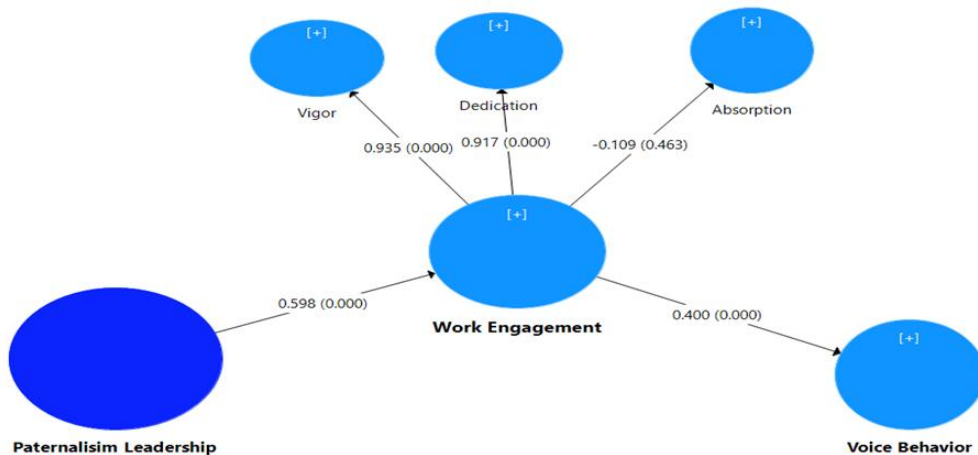 [+]
[+]
[+]
Vigor
Dedication
Absorption
0.935 (0.000)
0.917 (0.000)
-0.109 (0.463)
[+]
0.598 (0.000)
0.400 (0.000)
Work Engagement
[+]
Paternalisim Leadership
Voice Behavior